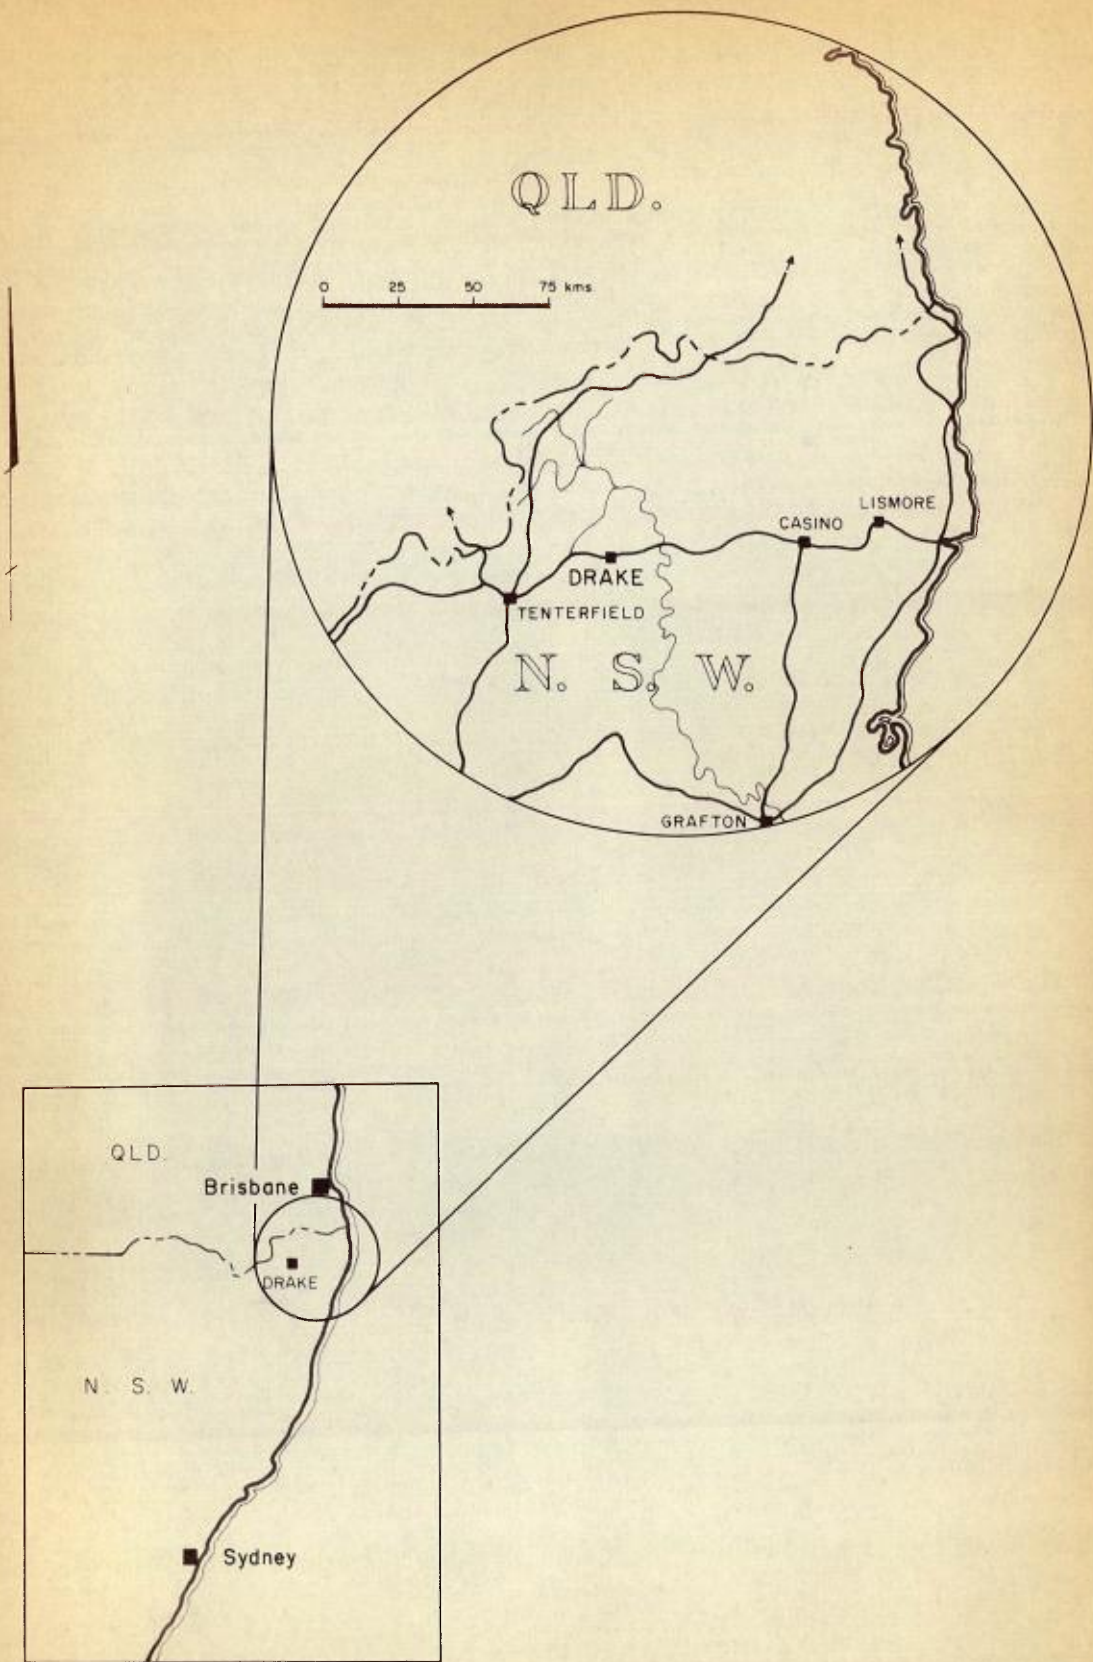 QLD.
0 25 50 75 kms
LISMORE
CASINO
DRAKE
TENTERFIELD
N. S. W.
GRAFTON
QLD.
Brisbane
DRAKE
N. S. W.
Sydney